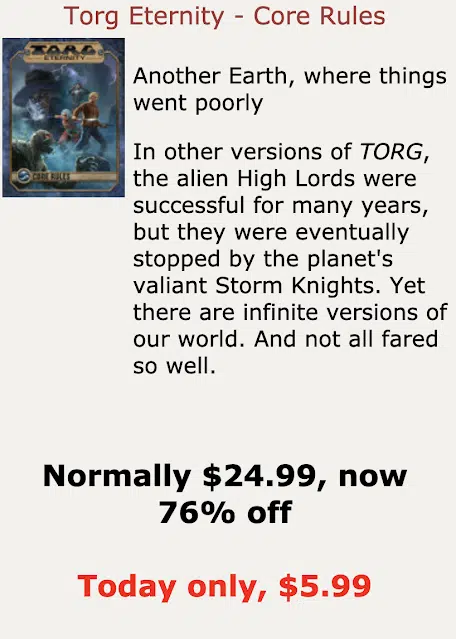 Torg Eternity - Core Rules
TORG
ETERNITY
CORE RULES
Another Earth, where things
went poorly
In other versions of TORG,
the alien High Lords were
successful for many years,
but they were eventually
stopped by the planet's
valiant Storm Knights. Yet
there are infinite versions of
our world. And not all fared
so well.
Normally $24.99, now
76% off
Today only, $5.99